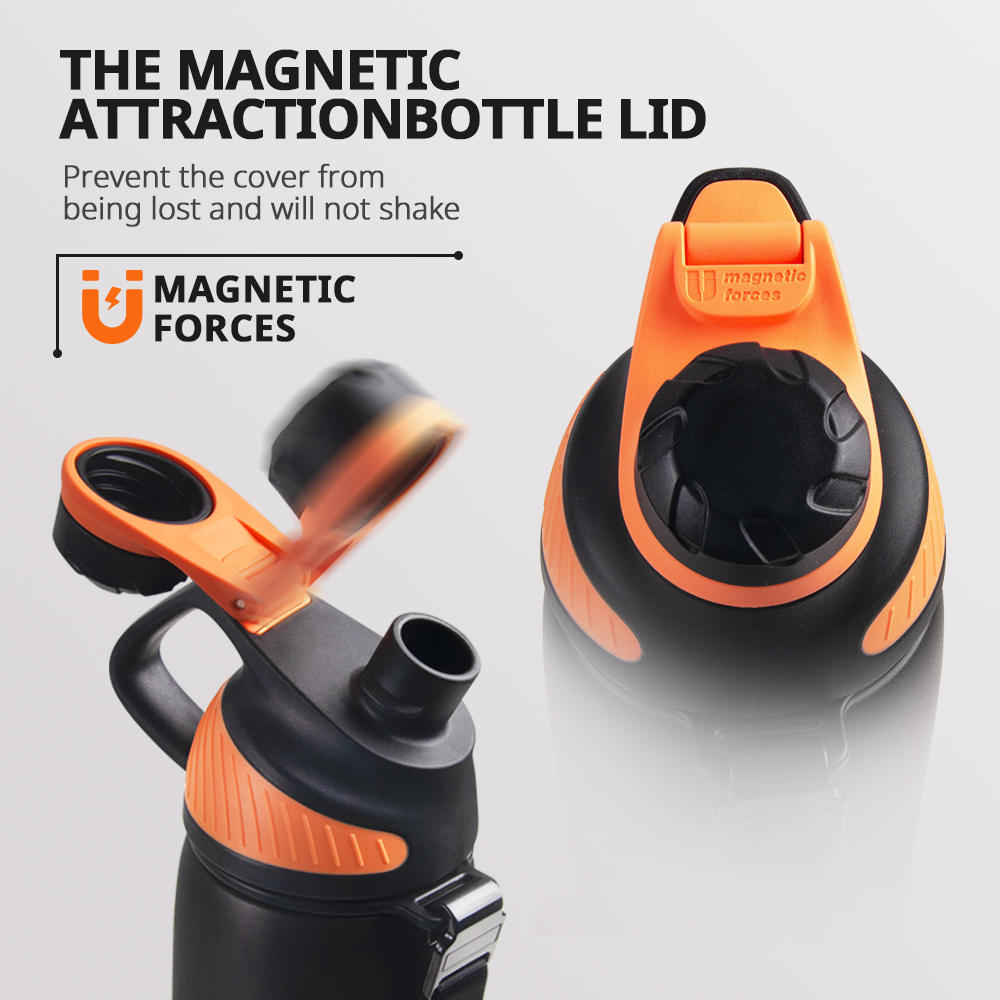 THE MAGNETIC
ATTRACTIONBOTTLE LID
Prevent the cover from
being lost and will not shake
MAGNETIC
FORCES
magnetic
forces